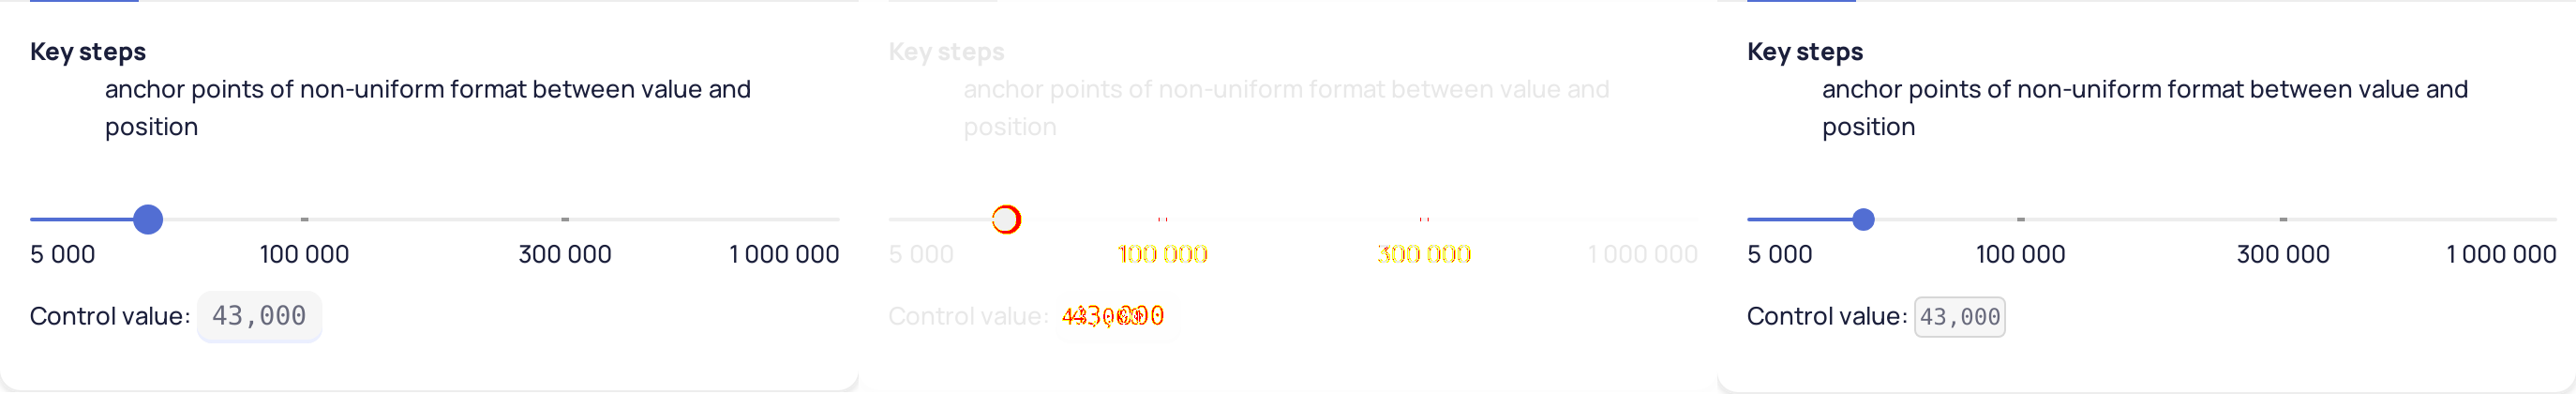 Key steps
anchor points of non-uniform format between value and
position
5 000 100 000 300 000 1 000 000
Control value: 43,000
Key steps
anchor points of non-uniform format between value and
position
5 000 100 000 300 000 1 000 000
Control value:
Key steps
anchor points of non-uniform format between value and
position
5 000 100 000 300 000 1 000 000
Control value: 43,000